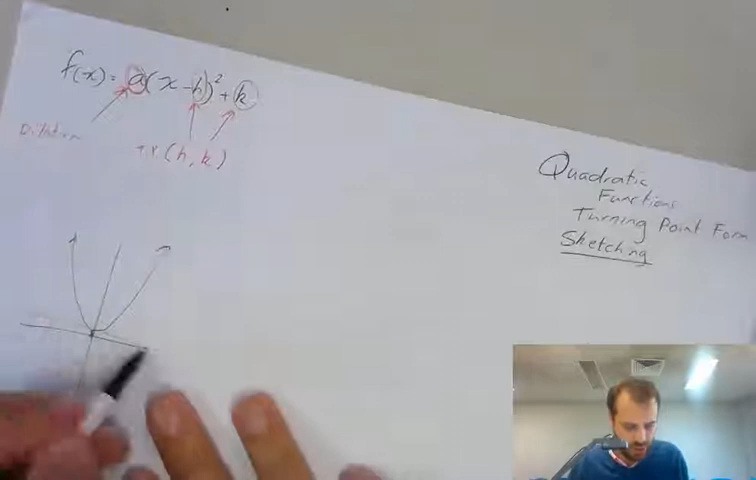 f(x) = a(x - h)² + k
Dilation
T.P. (h, k)
Quadratic
Functions
Turning Point Form
Sketching